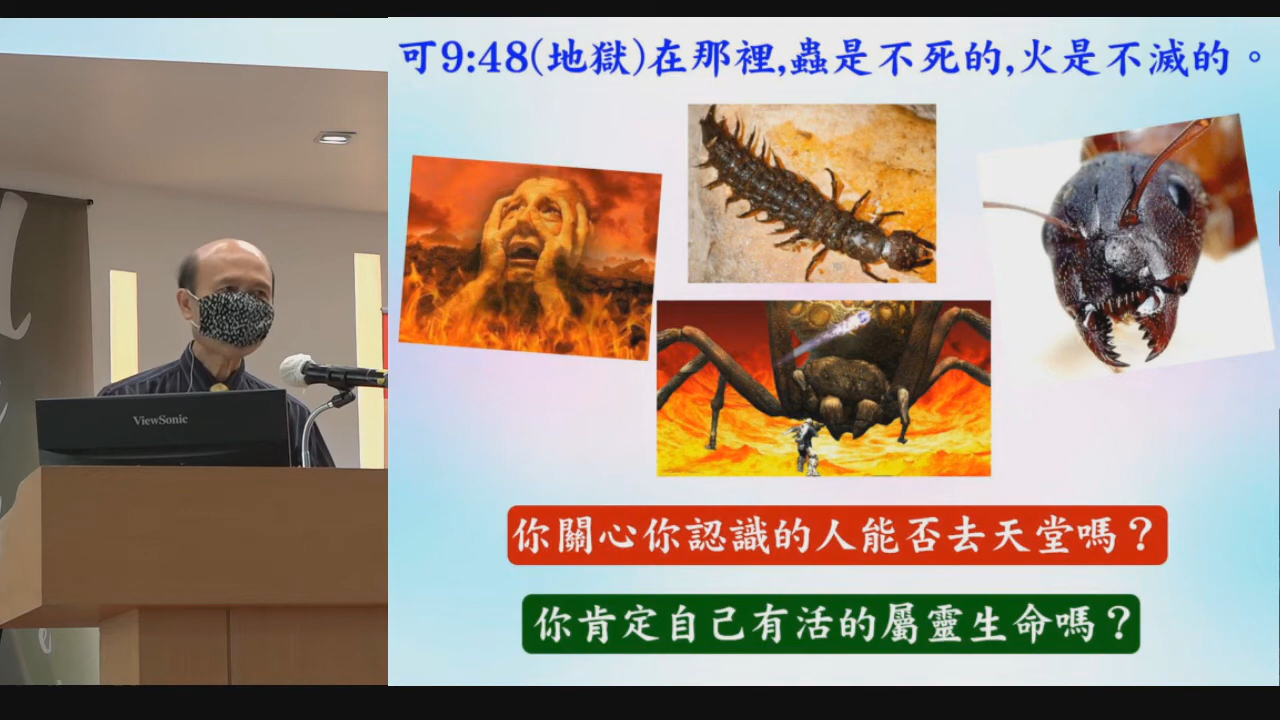 可9:48(地獄)在那裡,蟲是不死的,火是不滅的。
ViewSonic
你關心你認識的人能否去天堂嗎？
你肯定自己有活的屬靈生命嗎？